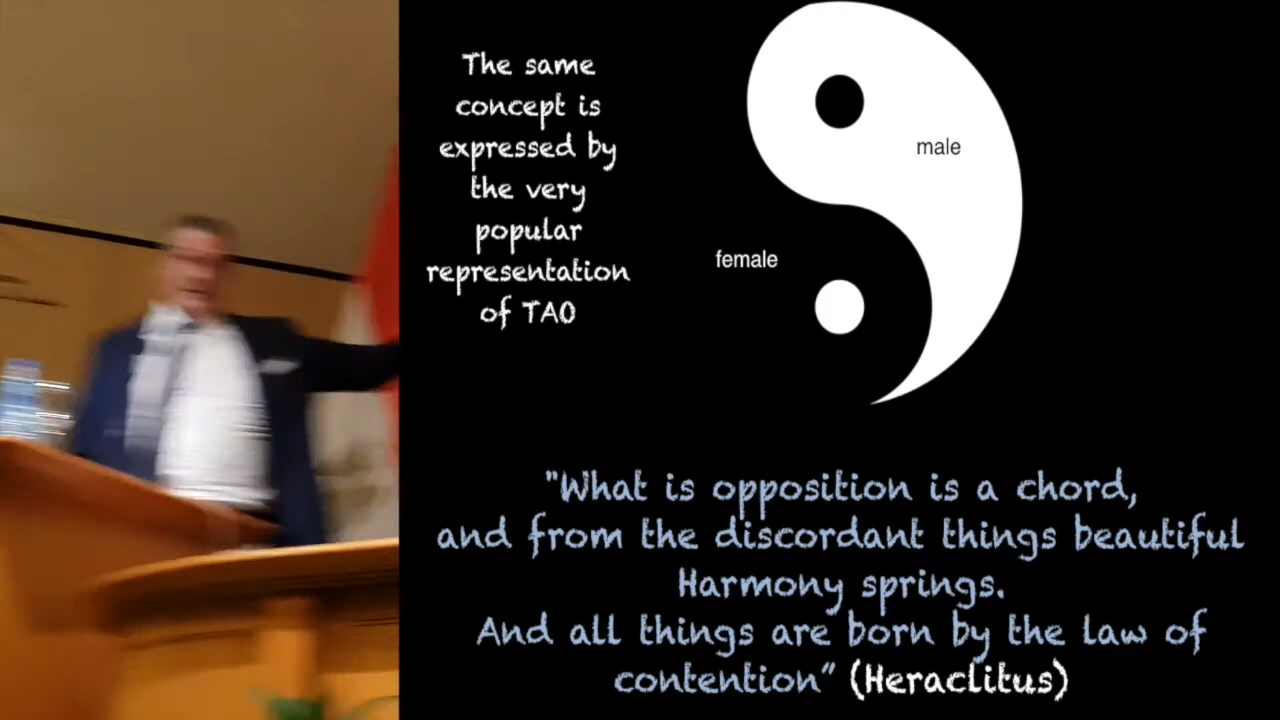 The same
concept is
expressed by
the very
popular
representation
of TAO
male
female
"What is opposition is a chord,
and from the discordant things beautiful
Harmony springs.
And all things are born by the law of
contention” (Heraclitus)